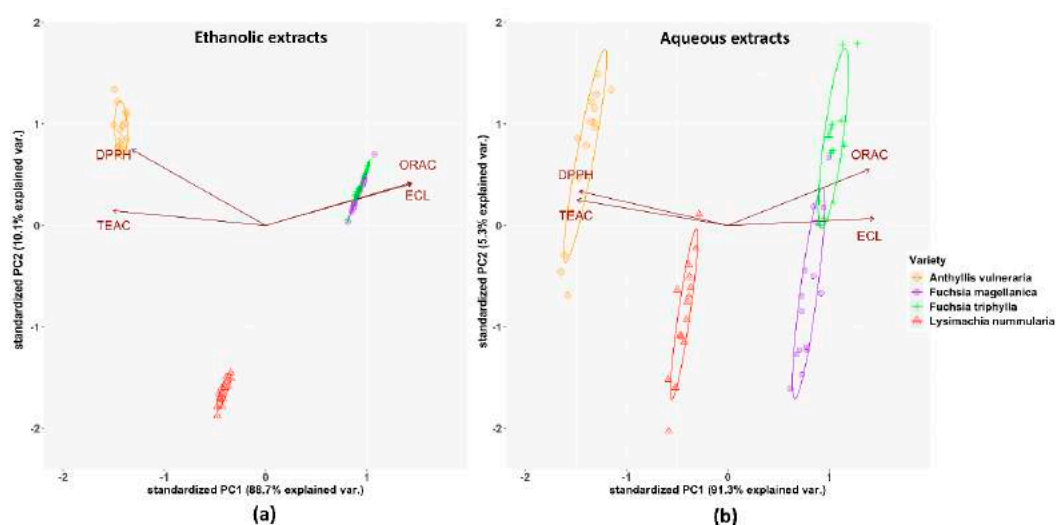 Ethanolic extracts
2
1
0
-1
-2
standardized PC2 (10.1% explained var.)
DPPH
TEAC
ORAC
ECL
-2
-1
0
1
standardized PC1 (88.7% explained var.)
(a)
Aqueous extracts
2
1
0
-1
-2
standardized PC2 (5.3% explained var.)
DPPH
TEAC
ORAC
ECL
-2
-1
0
1
standardized PC1 (91.3% explained var.)
(b)
Variety
Anthyllis vulneraria
Fuchsia magellanica
Fuchsia triphylla
Lysimachia nummularia